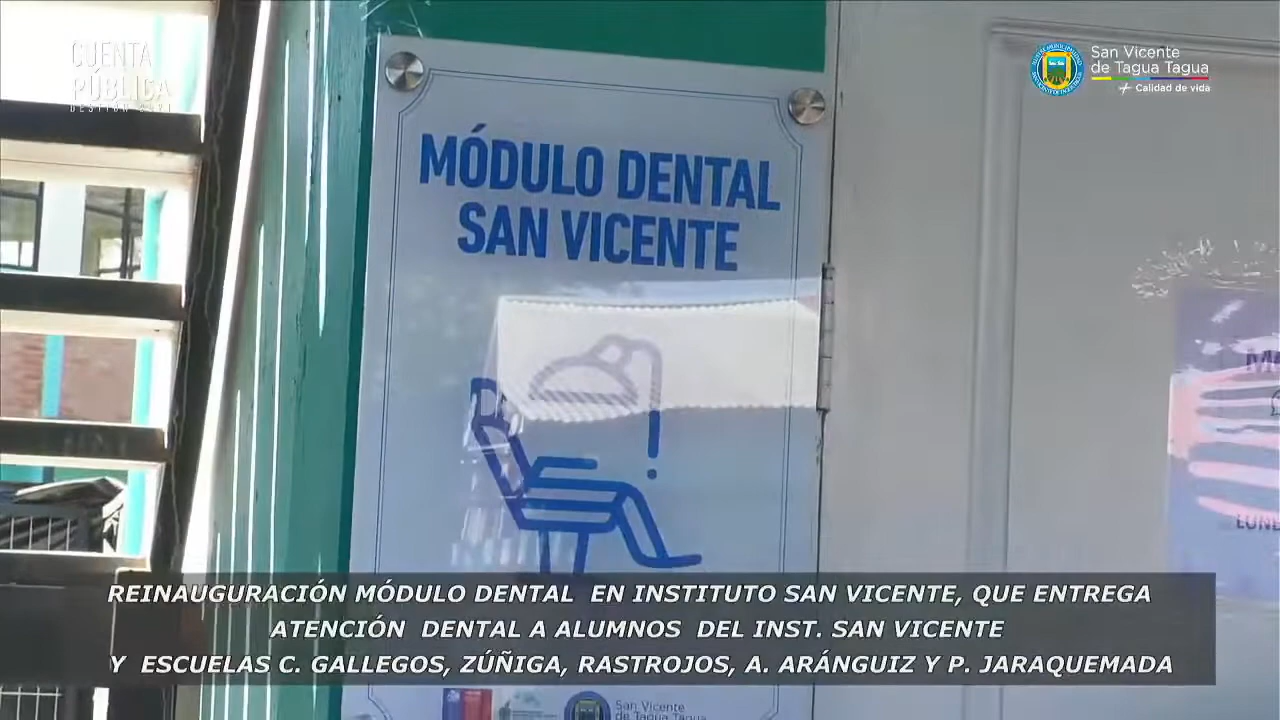 CUENTA
PÚBLICA
San Vicente
de Tagua Tagua
Calidad de vida
MÓDULO DENTAL
SAN VICENTE
LUN
REINAUGURACIÓN MÓDULO DENTAL  EN INSTITUTO SAN VICENTE, QUE ENTREGA
ATENCIÓN  DENTAL A ALUMNOS  DEL INST. SAN VICENTE
Y  ESCUELAS C. GALLEGOS, ZÚÑIGA, RASTROJOS, A. ARÁNGUIZ Y P. JARAQUEMADA
San Vicente
de Tagua Tagua